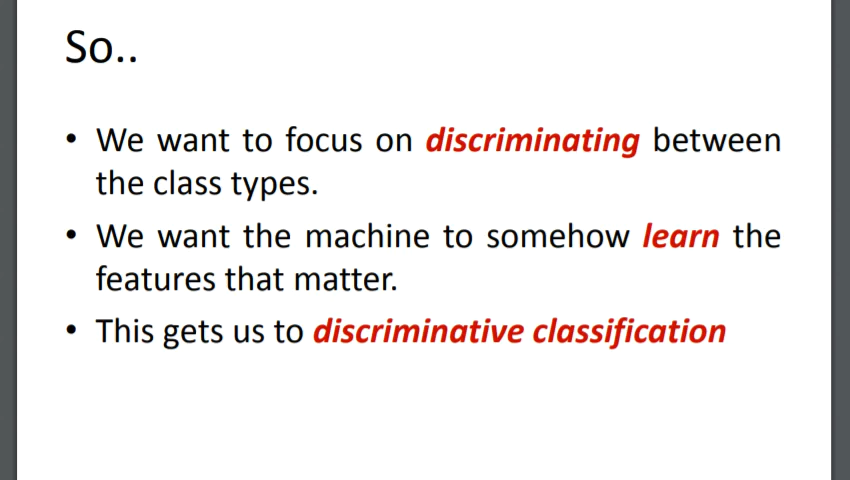 So..
• We want to focus on discriminating between
the class types.
• We want the machine to somehow learn the
features that matter.
• This gets us to discriminative classification